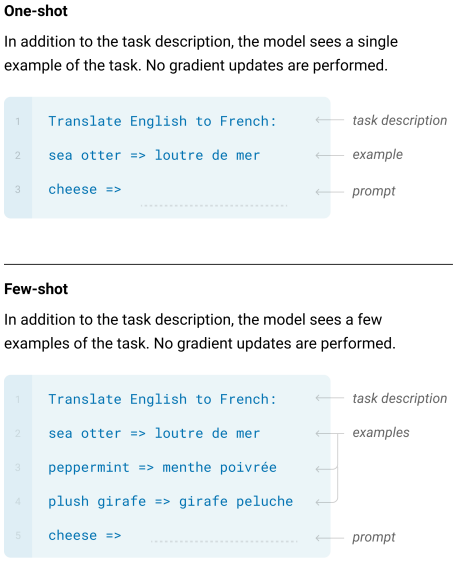 One-shot
In addition to the task description, the model sees a single
example of the task. No gradient updates are performed.
1 Translate English to French: task description
2 sea otter => loutre de mer example
3 cheese => prompt
Few-shot
In addition to the task description, the model sees a few
examples of the task. No gradient updates are performed.
1 Translate English to French: task description
2 sea otter => loutre de mer examples
3 peppermint => menthe poivrée
4 plush girafe => girafe peluche
5 cheese => prompt